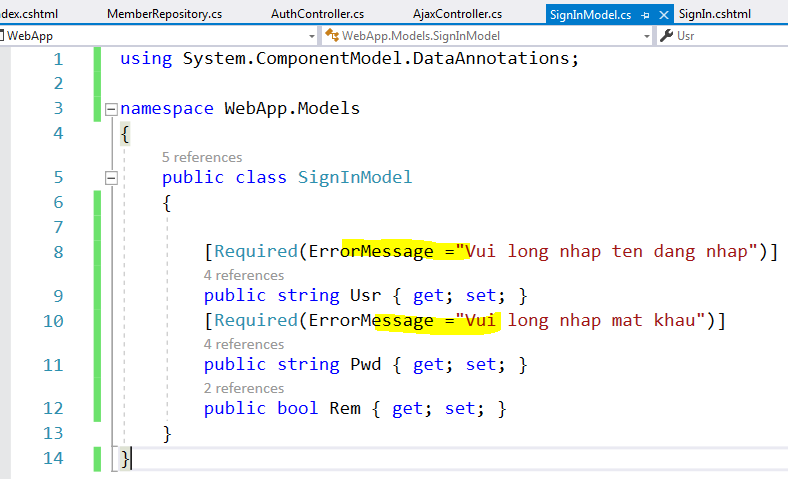 dex.cshtml MemberRepository.cs AuthController.cs AjaxController.cs SignInModel.cs SignIn.cshtml
WebApp WebApp.Models.SignInModel Usr
1 using System.ComponentModel.DataAnnotations;
2
3 namespace WebApp.Models
4 {
5 references
5 public class SignInModel
6 {
7
8 [Required(ErrorMessage ="Vui long nhap ten dang nhap")]
4 references
9 public string Usr { get; set; }
10 [Required(ErrorMessage ="Vui long nhap mat khau")]
4 references
11 public string Pwd { get; set; }
2 references
12 public bool Rem { get; set; }
13 }
14 }